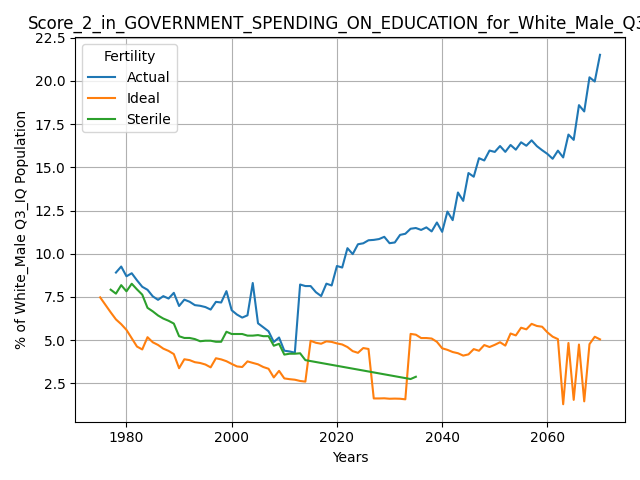 Score_2_in_GOVERNMENT_SPENDING_ON_EDUCATION_for_White_Male_Q3
Fertility
Actual
Ideal
Sterile
% of White_Male Q3_IQ Population
22.5
20.0
17.5
15.0
12.5
10.0
7.5
5.0
2.5
1980
2000
2020
2040
2060
Years